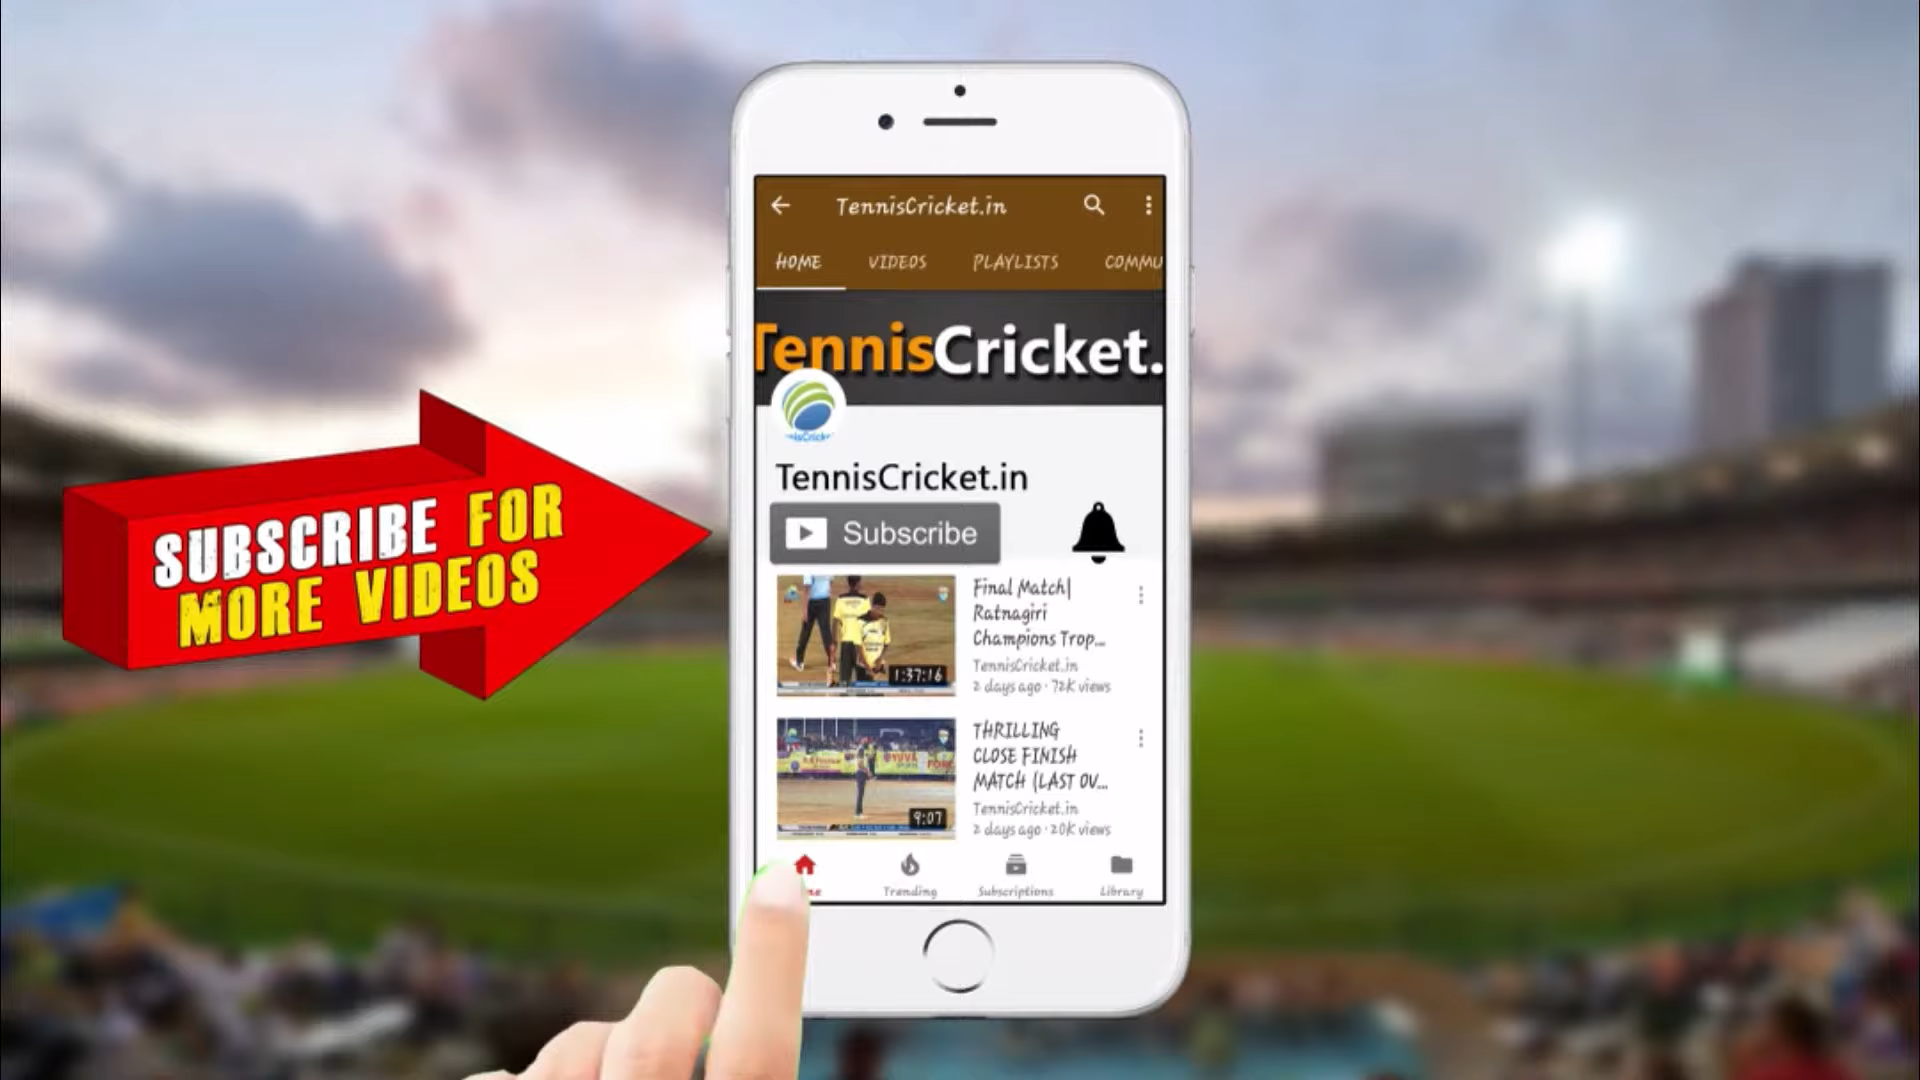 TennisCricket.in
HOME VIDEOS PLAYLISTS COMMU
TennisCricket.
TennisCricket.in
Subscribe
SUBSCRIBE FOR
MORE VIDEOS
Final Match|
Ratnagiri
Champions Trop...
TennisCricket.in
2 days ago · 72K views
1:37:16
THRILLING
CLOSE FINISH
MATCH (LAST OV...
TennisCricket.in
2 days ago · 20K views
9:07
Trending Subscriptions Library